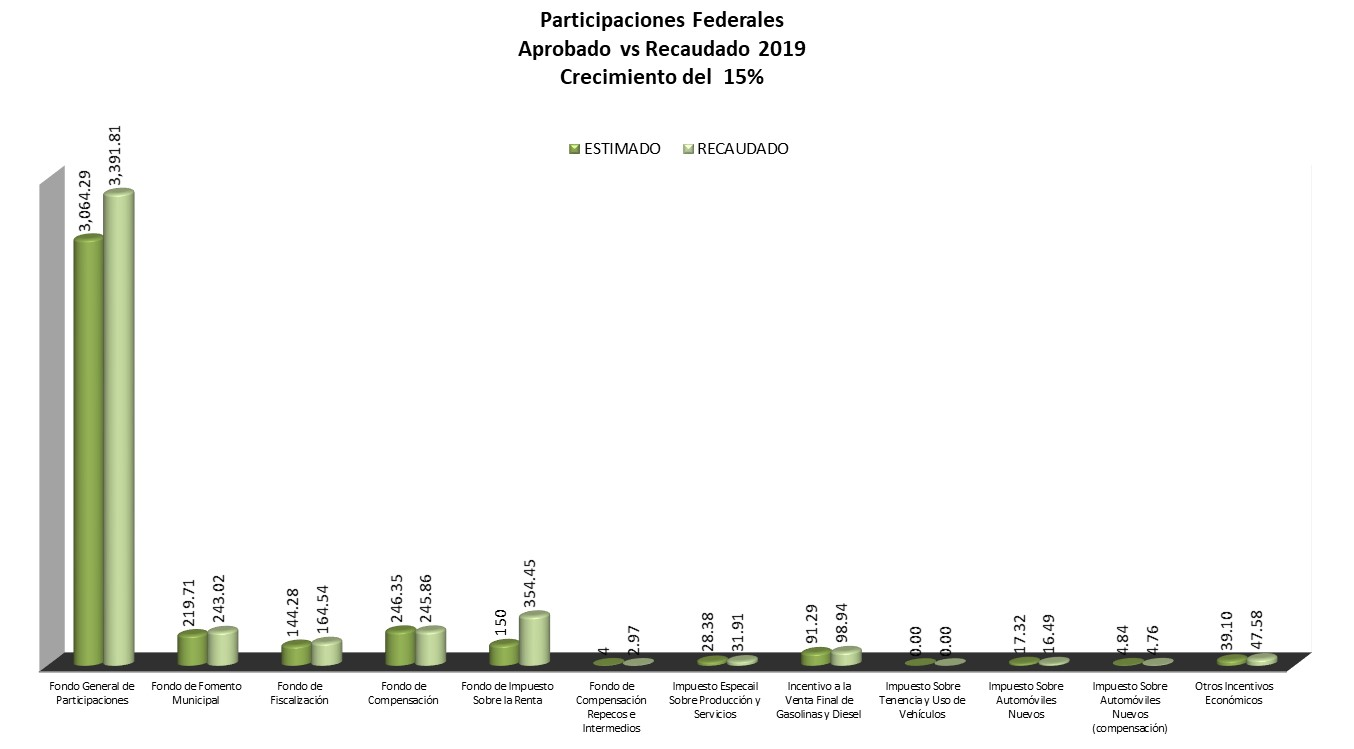 Participaciones Federales
Aprobado vs Recaudado 2019
Crecimiento del 15%
ESTIMADO RECAUDADO
3,064.29
3,391.81
219.71
243.02
144.28
164.54
246.35
245.86
150
354.45
4
2.97
28.38
31.91
91.29
98.94
0.00
0.00
17.32
16.49
4.84
4.76
39.10
47.58
Fondo General de
Participaciones
Fondo de Fomento
Municipal
Fondo de
Fiscalización
Fondo de
Compensación
Fondo de Impuesto
Sobre la Renta
Fondo de
Compensación
Repecos e
Intermedios
Impuesto Especail
Sobre Producción y
Servicios
Incentivo a la
Venta Final de
Gasolinas y Diesel
Impuesto Sobre
Tenencia y Uso de
Vehículos
Impuesto Sobre
Automóviles
Nuevos
Impuesto Sobre
Automóviles
Nuevos
(compensación)
Otros Incentivos
Económicos